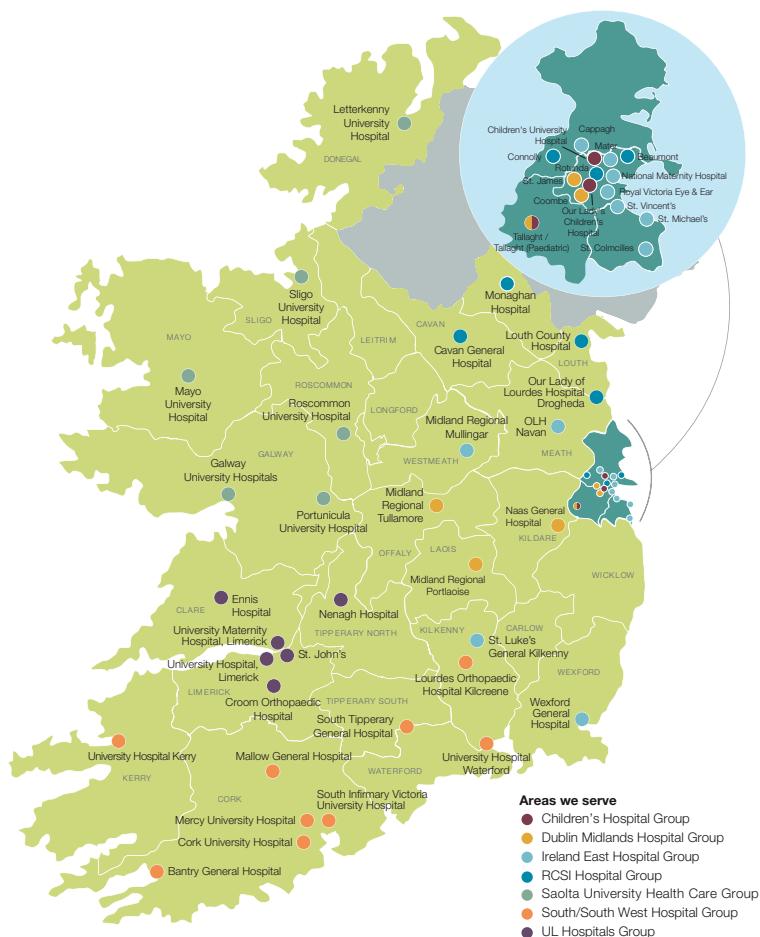 Letterkenny
University
Hospital
DONEGAL
Children's University
Hospital
Cappagh
Mater
Connolly
Beaumont
Rotunda
National Maternity Hospital
St. James
Royal Victoria Eye & Ear
Coombe
St. Vincent's
Our Lady's
Children's
Hospital
St. Michael's
Tallaght /
Tallaght (Paediatric)
St. Colmcilles
Sligo
University
Hospital
SLIGO
MAYO
LEITRIM
CAVAN
Monaghan
Hospital
Cavan General
Hospital
Louth County
Hospital
LOUTH
Mayo
University
Hospital
ROSCOMMON
Roscommon
University Hospital
LONGFORD
Our Lady of
Lourdes Hospital
Drogheda
Midland Regional
Mullingar
OLH
Navan
MEATH
WESTMEATH
GALWAY
Galway
University Hospitals
Portunicula
University Hospital
Midland
Regional
Tullamore
Naas General
Hospital
KILDARE
OFFALY
LAOIS
Midland Regional
Portlaoise
WICKLOW
Ennis
Hospital
CLARE
Nenagh Hospital
University Maternity
Hospital, Limerick
TIPPERARY NORTH
KILKENNY
CARLOW
St. John's
St. Luke's
General Kilkenny
University Hospital,
Limerick
LIMERICK
Croom Orthopaedic
Hospital
Lourdes Orthopaedic
Hospital Kilcreene
WEXFORD
TIPPERARY SOUTH
South Tipperary
General Hospital
Wexford
General
Hospital
University Hospital Kerry
KERRY
Mallow General Hospital
University Hospital
Waterford
WATERFORD
CORK
South Infirmary Victoria
University Hospital
Mercy University Hospital
Cork University Hospital
Bantry General Hospital
Areas we serve
Children's Hospital Group
Dublin Midlands Hospital Group
Ireland East Hospital Group
RCSI Hospital Group
Saolta University Health Care Group
South/South West Hospital Group
UL Hospitals Group